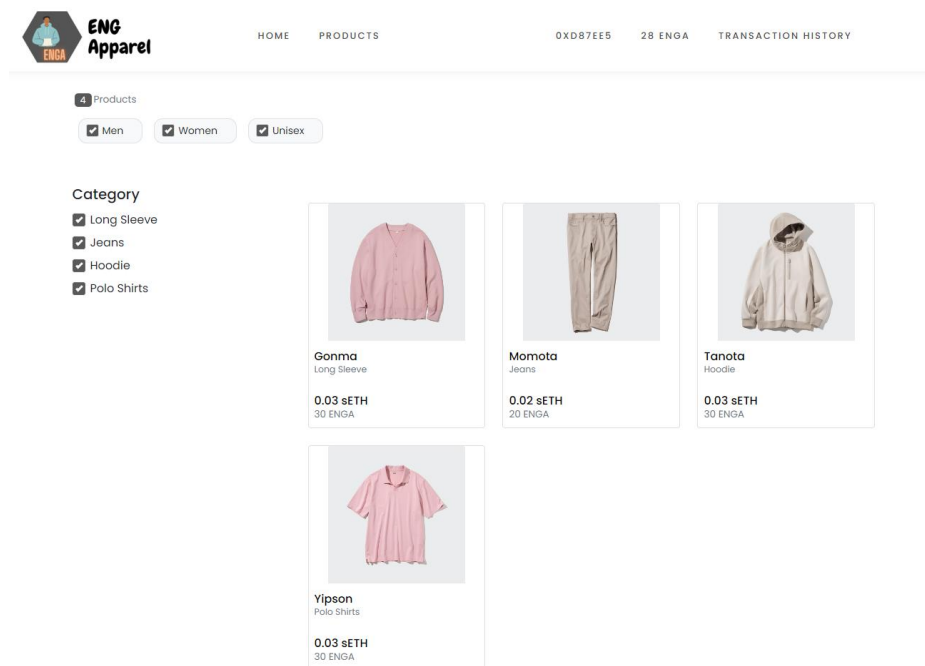 ENGA
ENG
Apparel
HOME PRODUCTS 0XD87EE5 28 ENGA TRANSACTION HISTORY
4 Products
Men Women Unisex
Category
Long Sleeve
Jeans
Hoodie
Polo Shirts
Gonma
Long Sleeve
0.03 sETH
30 ENGA
Momota
Jeans
0.02 sETH
20 ENGA
Tanota
Hoodie
0.03 sETH
30 ENGA
Yipson
Polo Shirts
0.03 sETH
30 ENGA